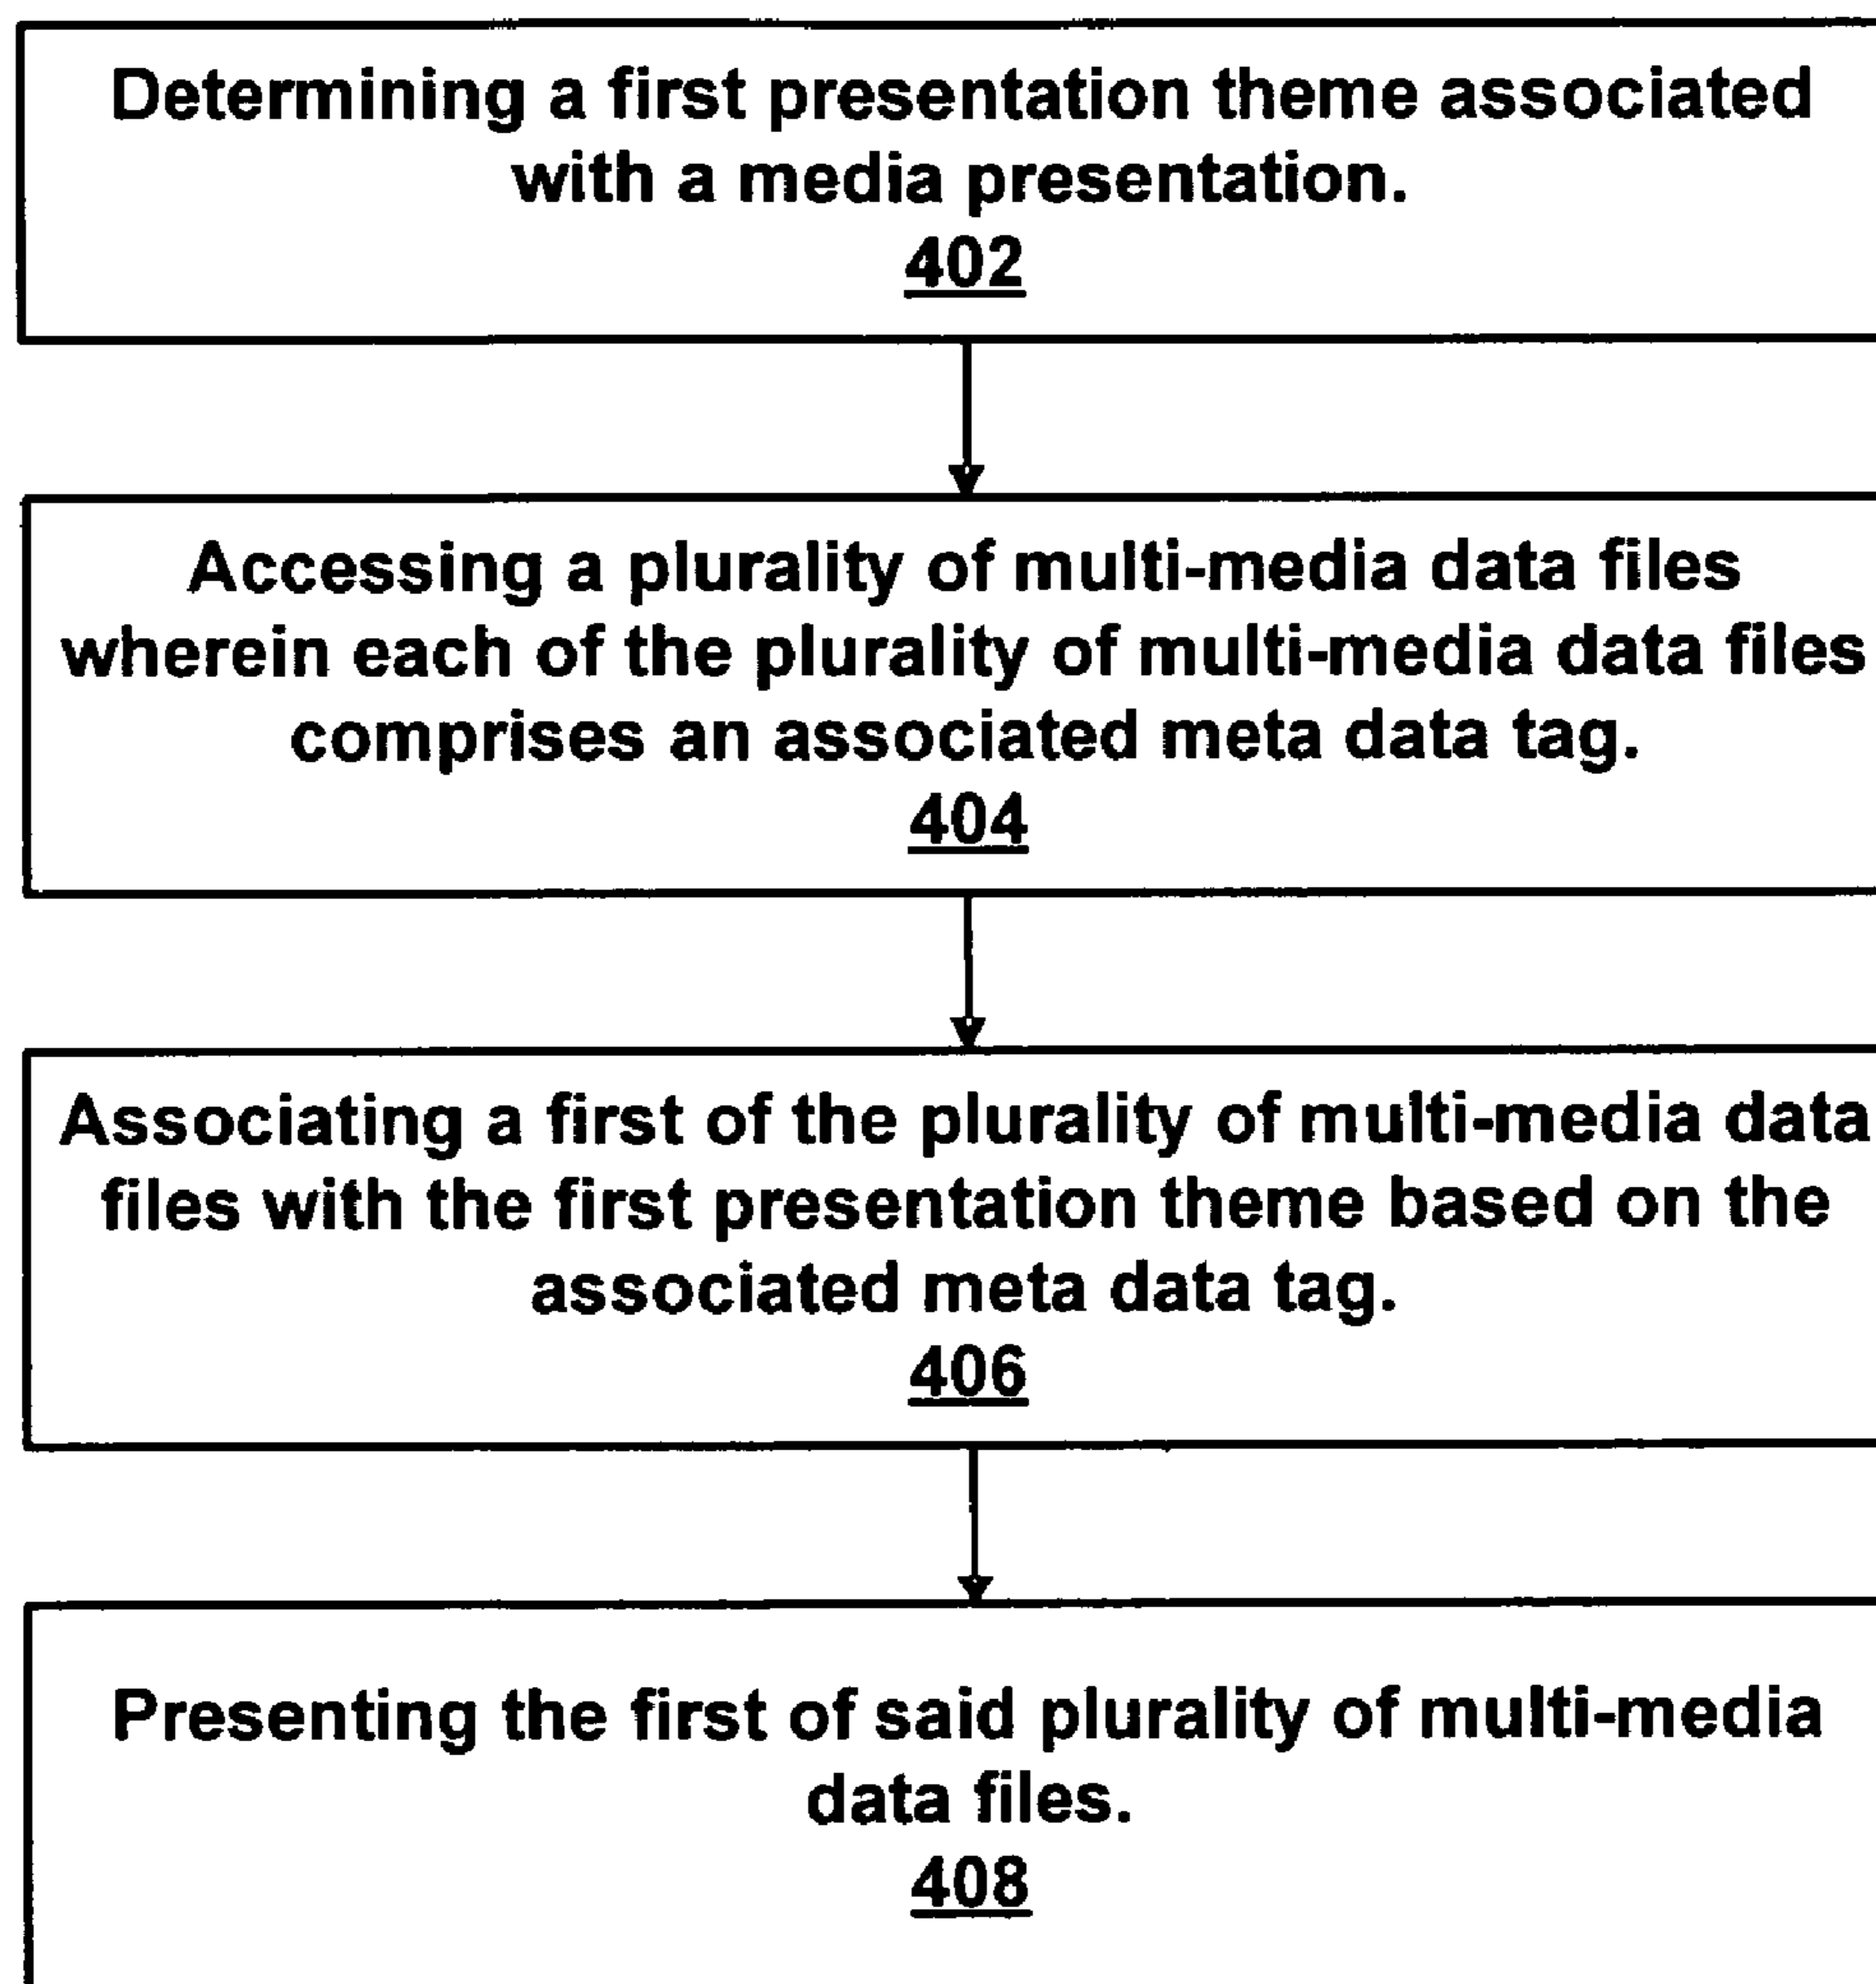 Determining a first presentation theme associated
with a media presentation.
402
Accessing a plurality of multi-media data files
wherein each of the plurality of multi-media data files
comprises an associated meta data tag.
404
Associating a first of the plurality of multi-media data
files with the first presentation theme based on the
associated meta data tag.
406
Presenting the first of said plurality of multi-media
data files.
408